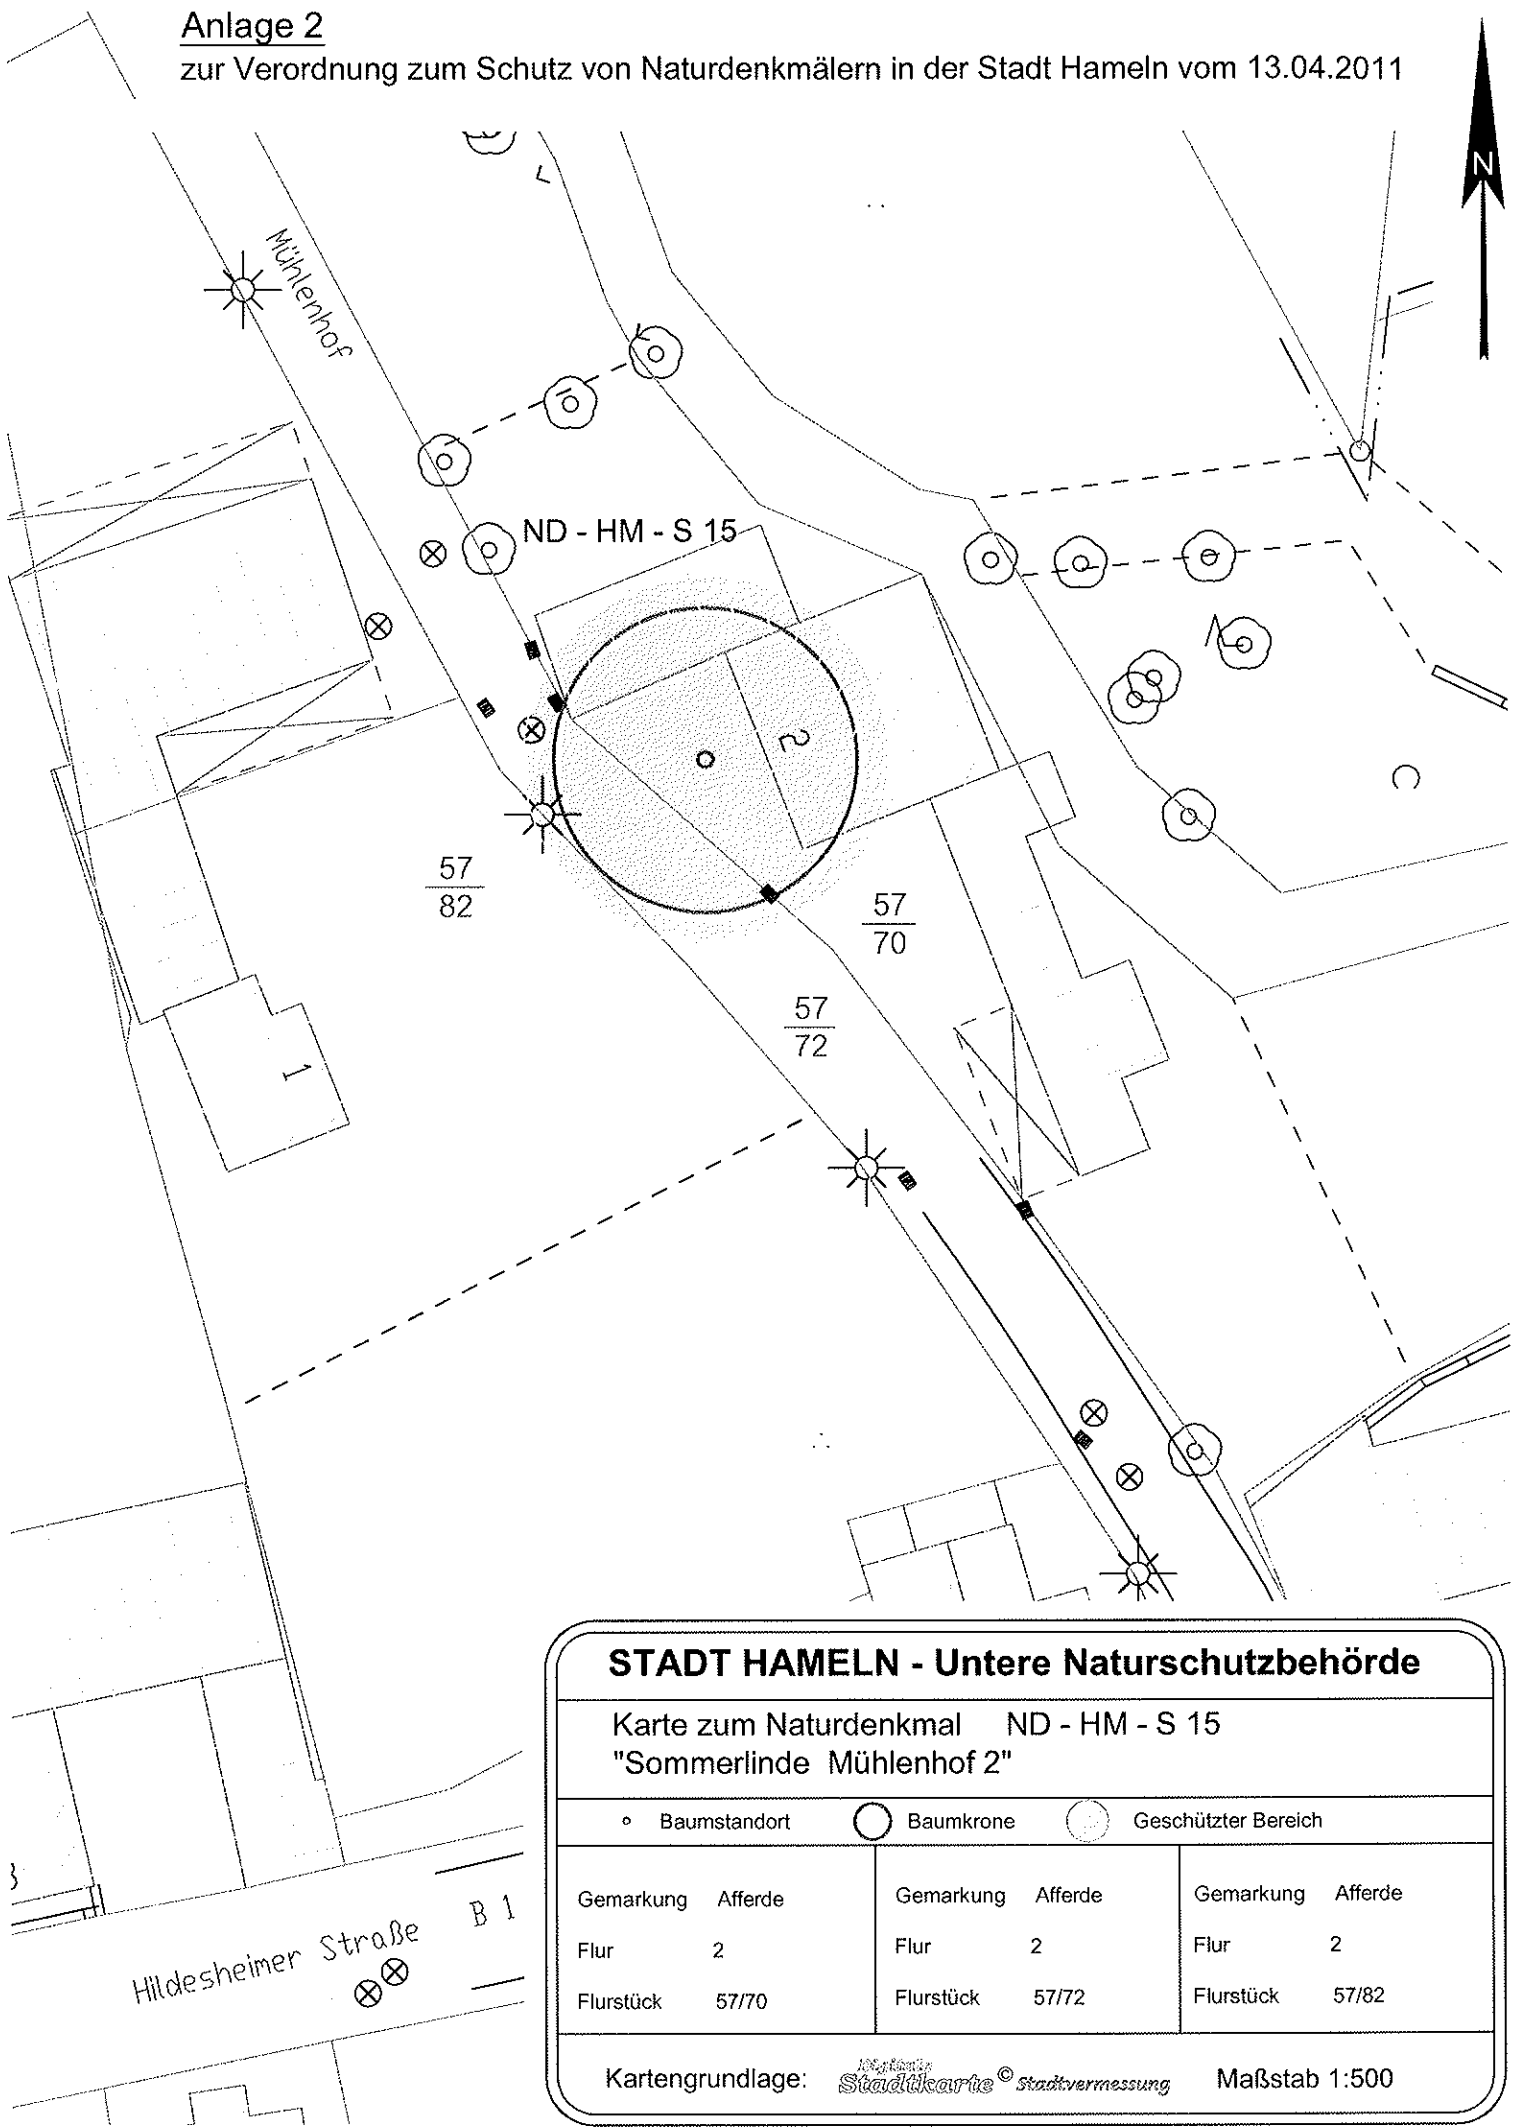 Anlage 2
zur Verordnung zum Schutz von Naturdenkmälern in der Stadt Hameln vom 13.04.2011
N
Mühlenhof
ND - HM - S 15
2
57
82
57
70
57
72
1
STADT HAMELN - Untere Naturschutzbehörde
Karte zum Naturdenkmal ND - HM - S 15
"Sommerlinde Mühlenhof 2"
Baumstandort Baumkrone Geschützter Bereich
Gemarkung Afferde Gemarkung Afferde Gemarkung Afferde
Flur 2 Flur 2 Flur 2
Flurstück 57/70 Flurstück 57/72 Flurstück 57/82
Hildesheimer Straße B 1
Kartengrundlage: Digitale Stadtkarte © Stadtvermessung Maßstab 1:500